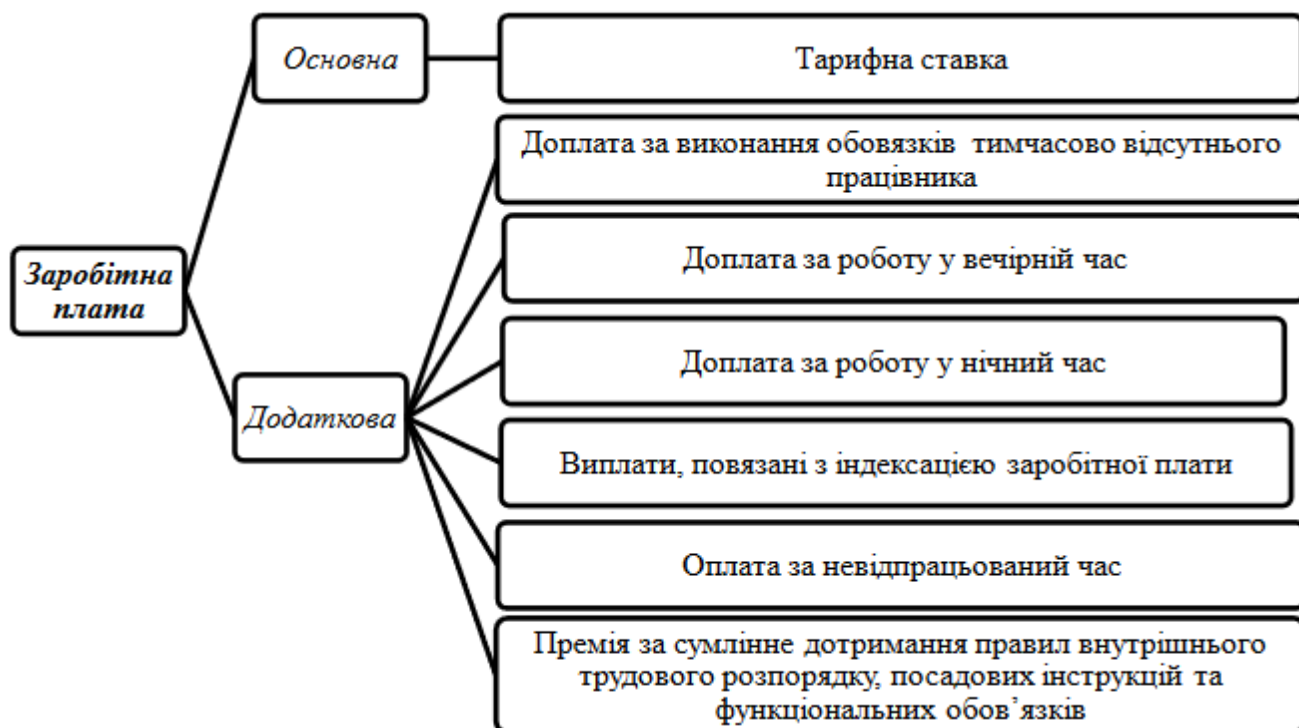 Заробітна
плата
Основна
Тарифна ставка
Додаткова
Доплата за виконання обовязків тимчасово відсутнього
працівника
Доплата за роботу у вечірній час
Доплата за роботу у нічний час
Виплати, повязані з індексацією заробітної плати
Оплата за невідпрацьований час
Премія за сумлінне дотримання правил внутрішнього
трудового розпорядку, посадових інструкцій та
функціональних обов’язків